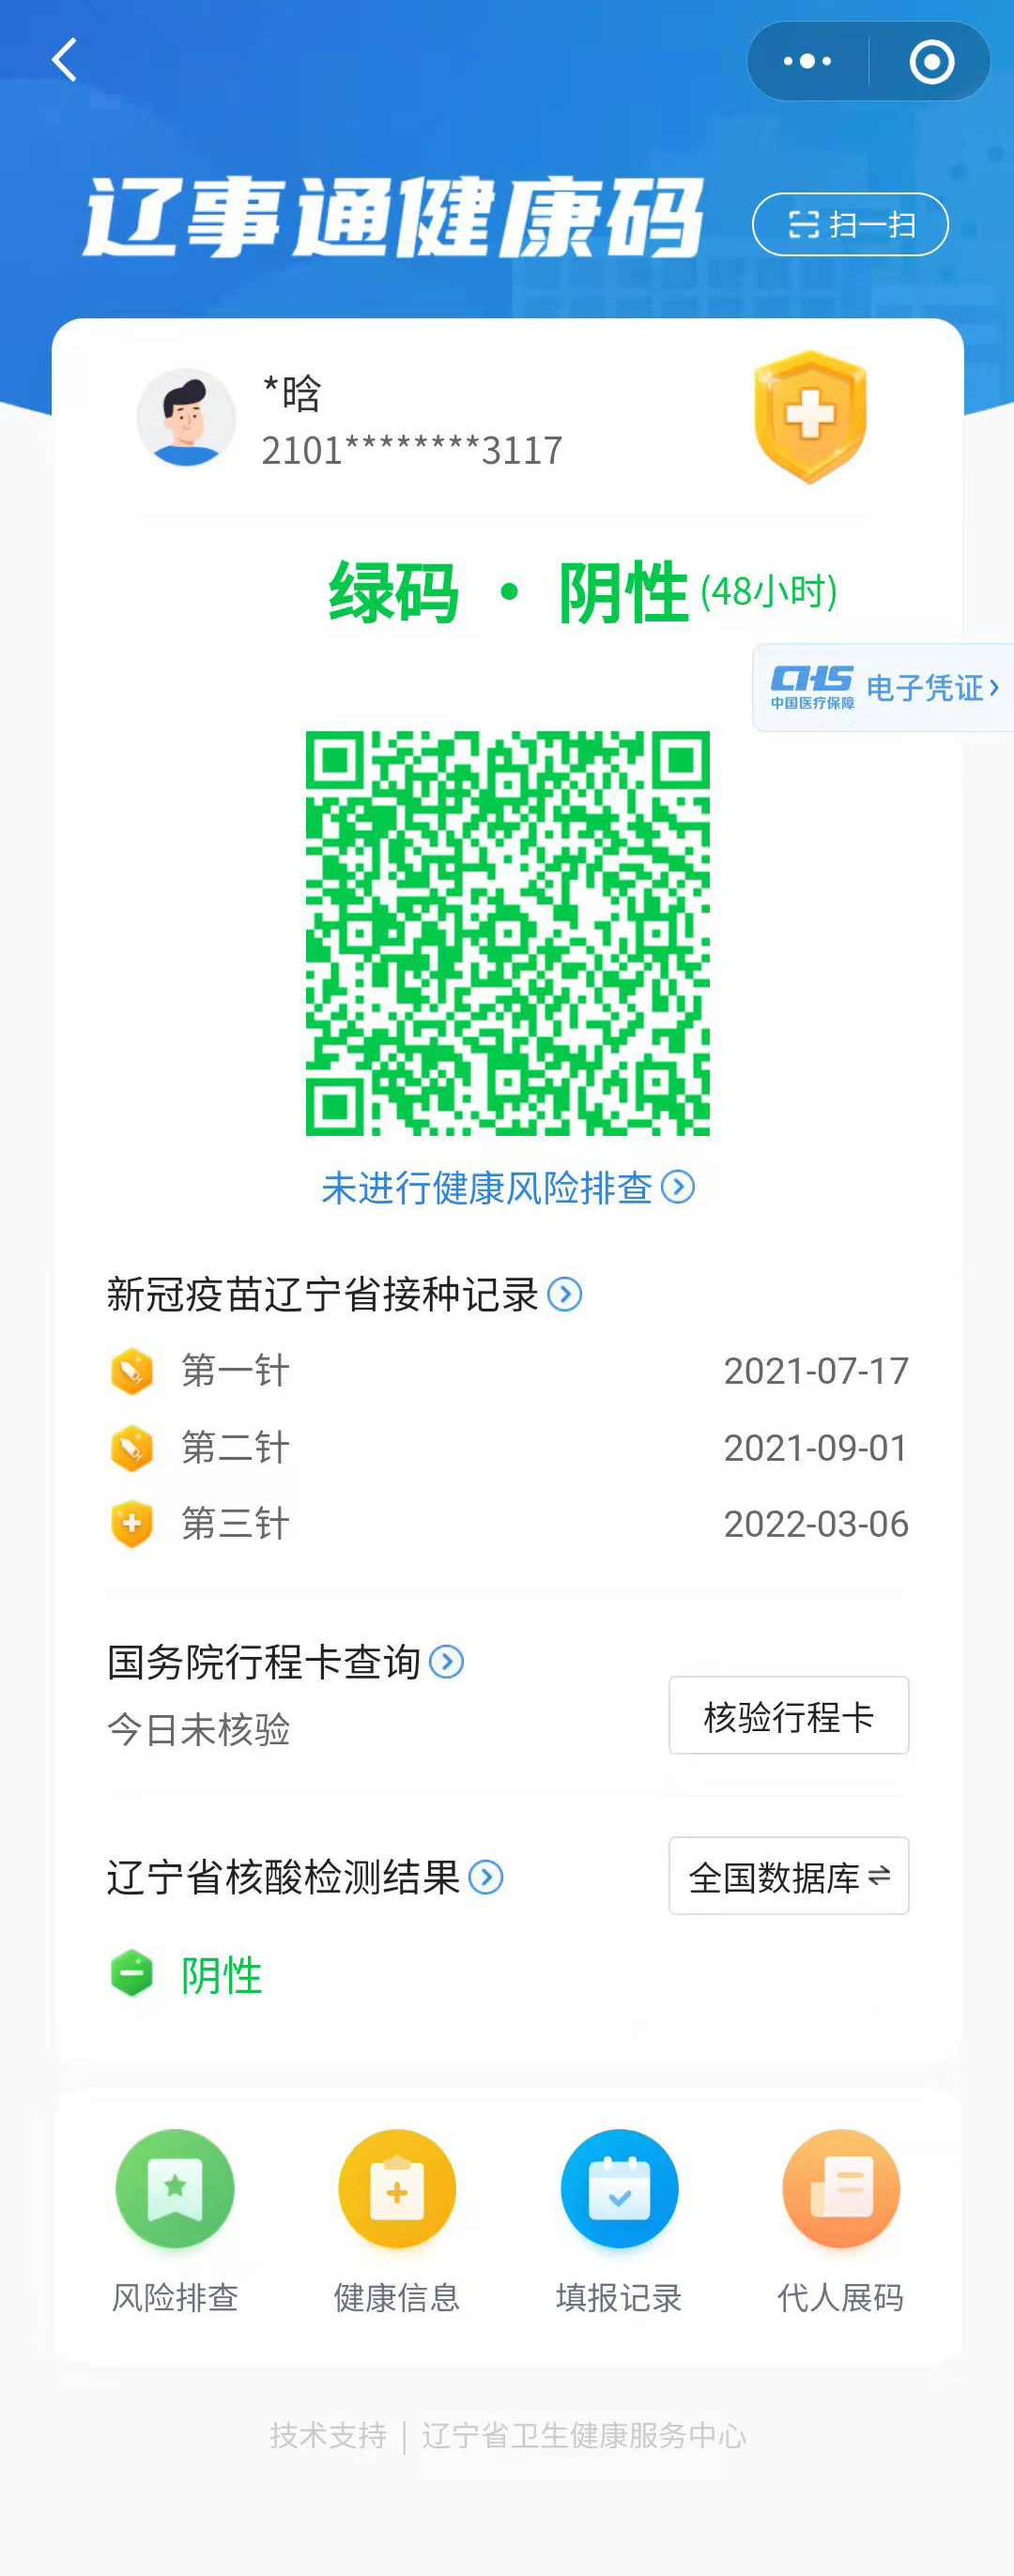 辽事通健康码
扫一扫
*晗
2101********3117
绿码 · 阴性 (48小时)
CHS
中国医疗保障
电子凭证
未进行健康风险排查
新冠疫苗辽宁省接种记录
第一针 2021-07-17
第二针 2021-09-01
第三针 2022-03-06
国务院行程卡查询
今日未核验
核验行程卡
辽宁省核酸检测结果
全国数据库
阴性
风险排查 健康信息 填报记录 代人展码
技术支持 | 辽宁省卫生健康服务中心